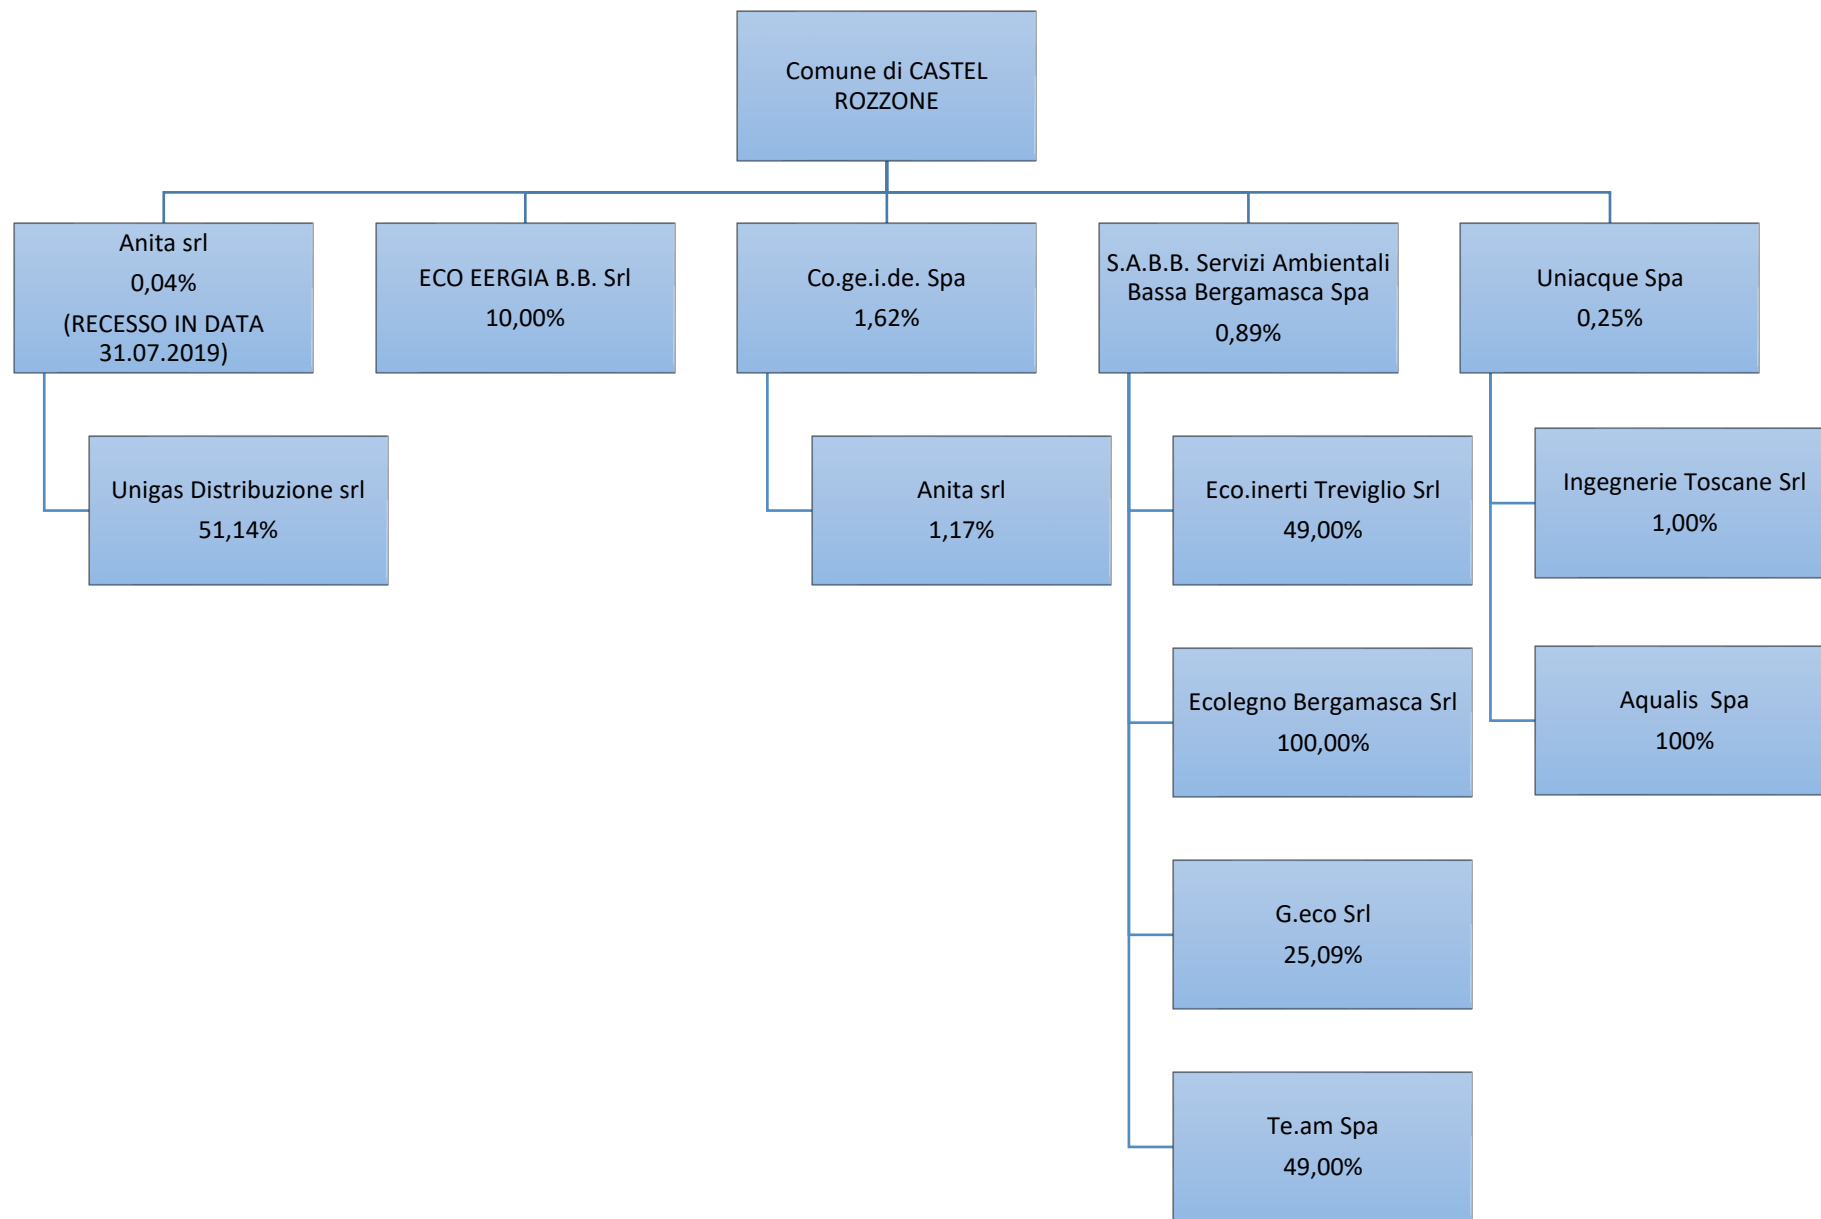 Comune di CASTEL
ROZZONE
Anita srl
0,04%
(RECESSO IN DATA
31.07.2019)
ECO EERGIA B.B. Srl
10,00%
Co.ge.i.de. Spa
1,62%
S.A.B.B. Servizi Ambientali
Bassa Bergamasca Spa
0,89%
Uniacque Spa
0,25%
Unigas Distribuzione srl
51,14%
Anita srl
1,17%
Eco.inerti Treviglio Srl
49,00%
Ingegnerie Toscane Srl
1,00%
Ecolegno Bergamasca Srl
100,00%
Aqualis  Spa
100%
G.eco Srl
25,09%
Te.am Spa
49,00%